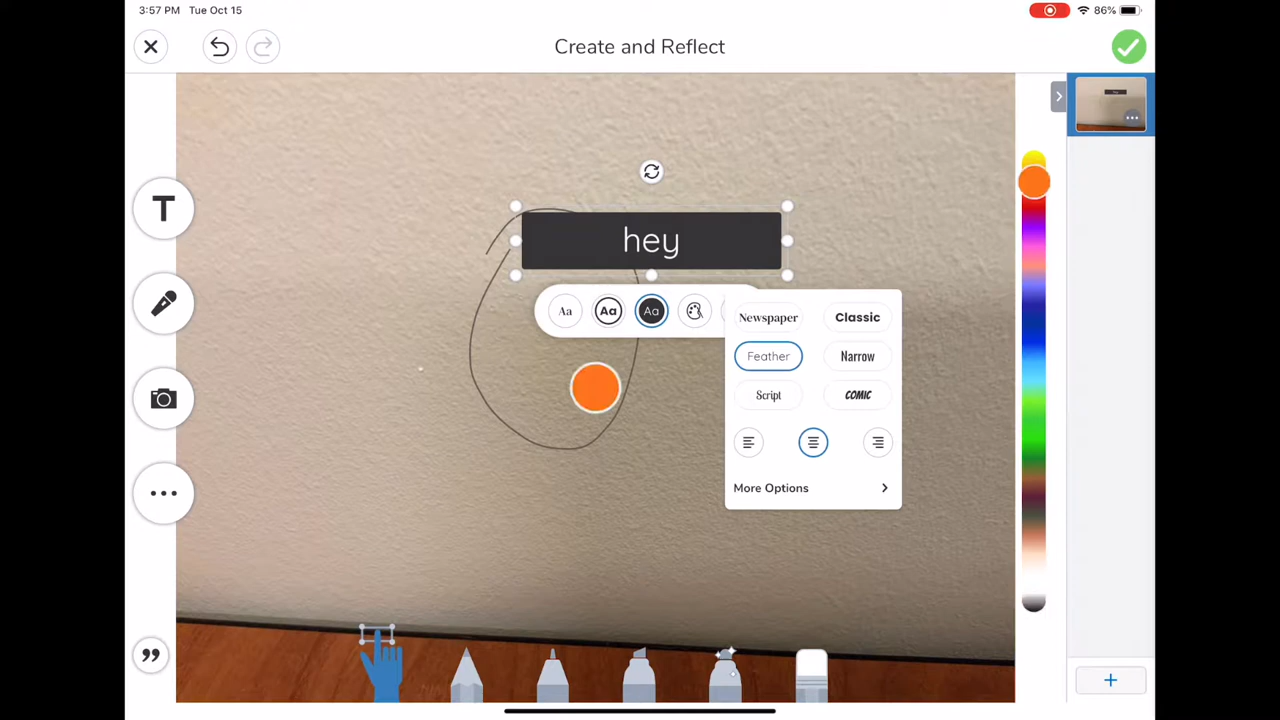 3:57 PM Tue Oct 15
86%
Create and Reflect
T
hey
Aa Aa Aa
Newspaper Classic
Feather Narrow
Script COMIC
More Options